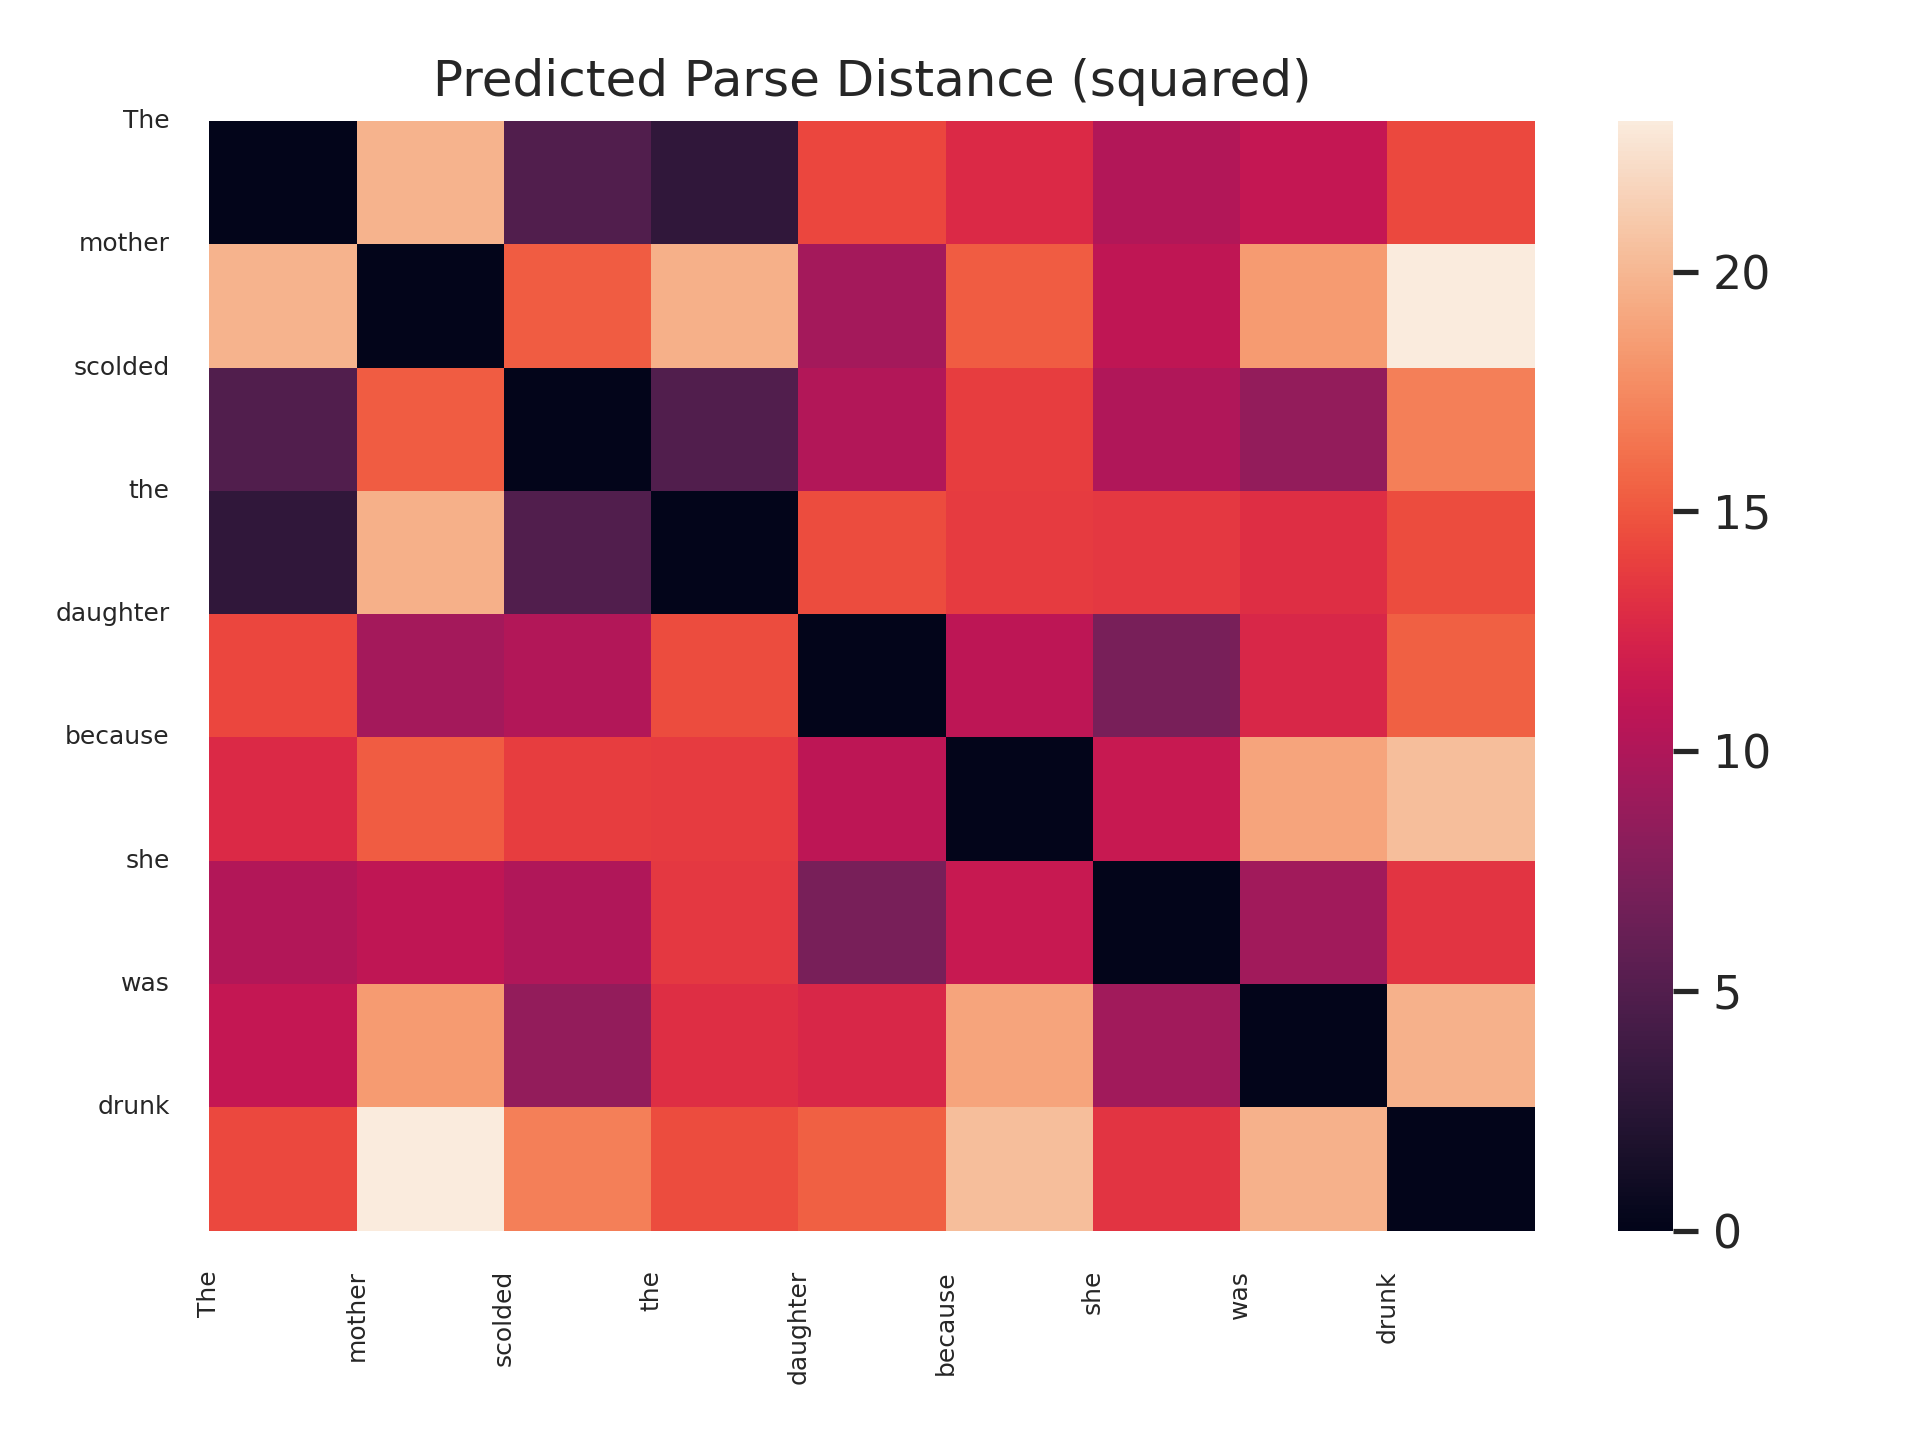 Predicted Parse Distance (squared)
The
mother
scolded
the
daughter
because
she
was
drunk
20
15
10
5
0
The
mother
scolded
the
daughter
because
she
was
drunk